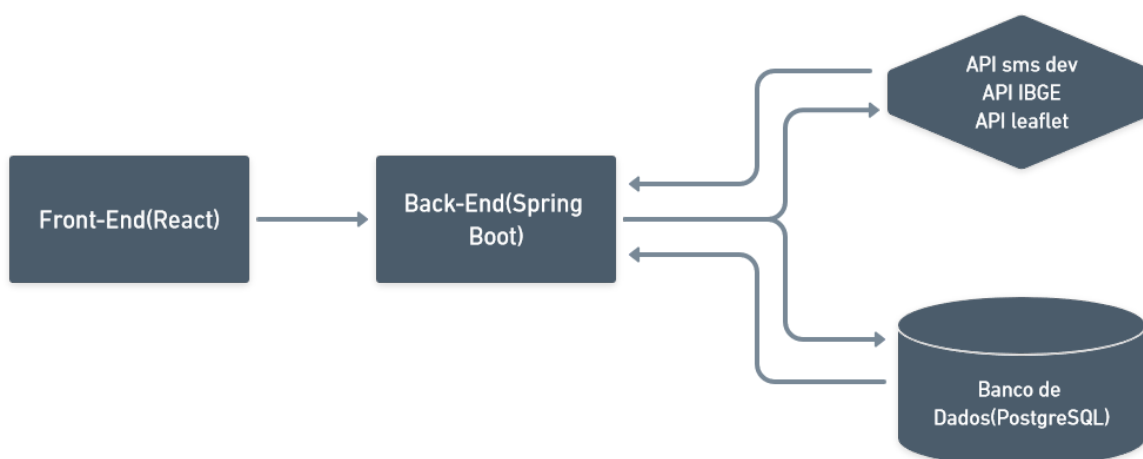 Front-End(React)
Back-End(Spring
Boot)
API sms dev
API IBGE
API leaflet
Banco de
Dados(PostgreSQL)